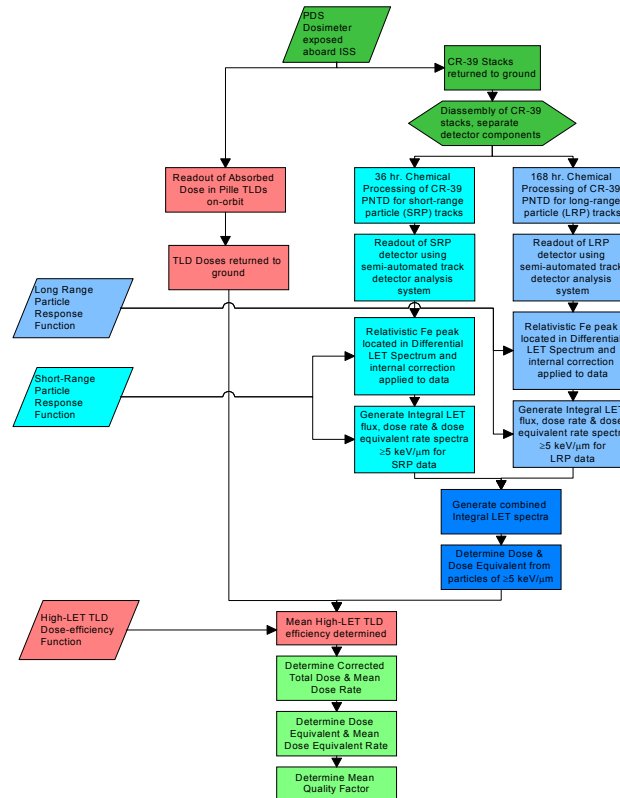 PDS
Dosimeter
exposed
aboard ISS
CR-39 Stacks
returned to ground
Diassembly of CR-39
stacks, separate
detector components
Readout of Absorbed
Dose in Pille TLDs
on-orbit
36 hr. Chemical
Processing of CR-39
PNTD for short-range
particle (SRP) tracks
168 hr. Chemical
Processing of CR-39
PNTD for long-range
particle (LRP) tracks
TLD Doses returned to
ground
Readout of SRP
detector using
semi-automated track
detector analysis
system
Readout of LRP
detector using
semi-automated track
detector analysis
system
Long Range
Particle
Response
Function
Relativistic Fe peak
located in Differential
LET Spectrum and
internal correction
applied to data
Relativistic Fe peak
located in Differential
LET Spectrum and
internal correction
applied to data
Short-Range
Particle
Response
Function
Generate Integral LET
flux, dose rate & dose
equivalent rate spectra
≥5 keV/μm for
SRP data
Generate Integral LET
flux, dose rate & dose
equivalent rate spectra
≥5 keV/μm for
LRP data
Generate combined
Integral LET spectra
Determine Dose &
Dose Equivalent from
particles of ≥5 keV/μm
High-LET TLD
Dose-efficiency
Function
Mean High-LET TLD
efficiency determined
Determine Corrected
Total Dose & Mean
Dose Rate
Determine Dose
Equivalent & Mean
Dose Equivalent Rate
Determine Mean
Quality Factor